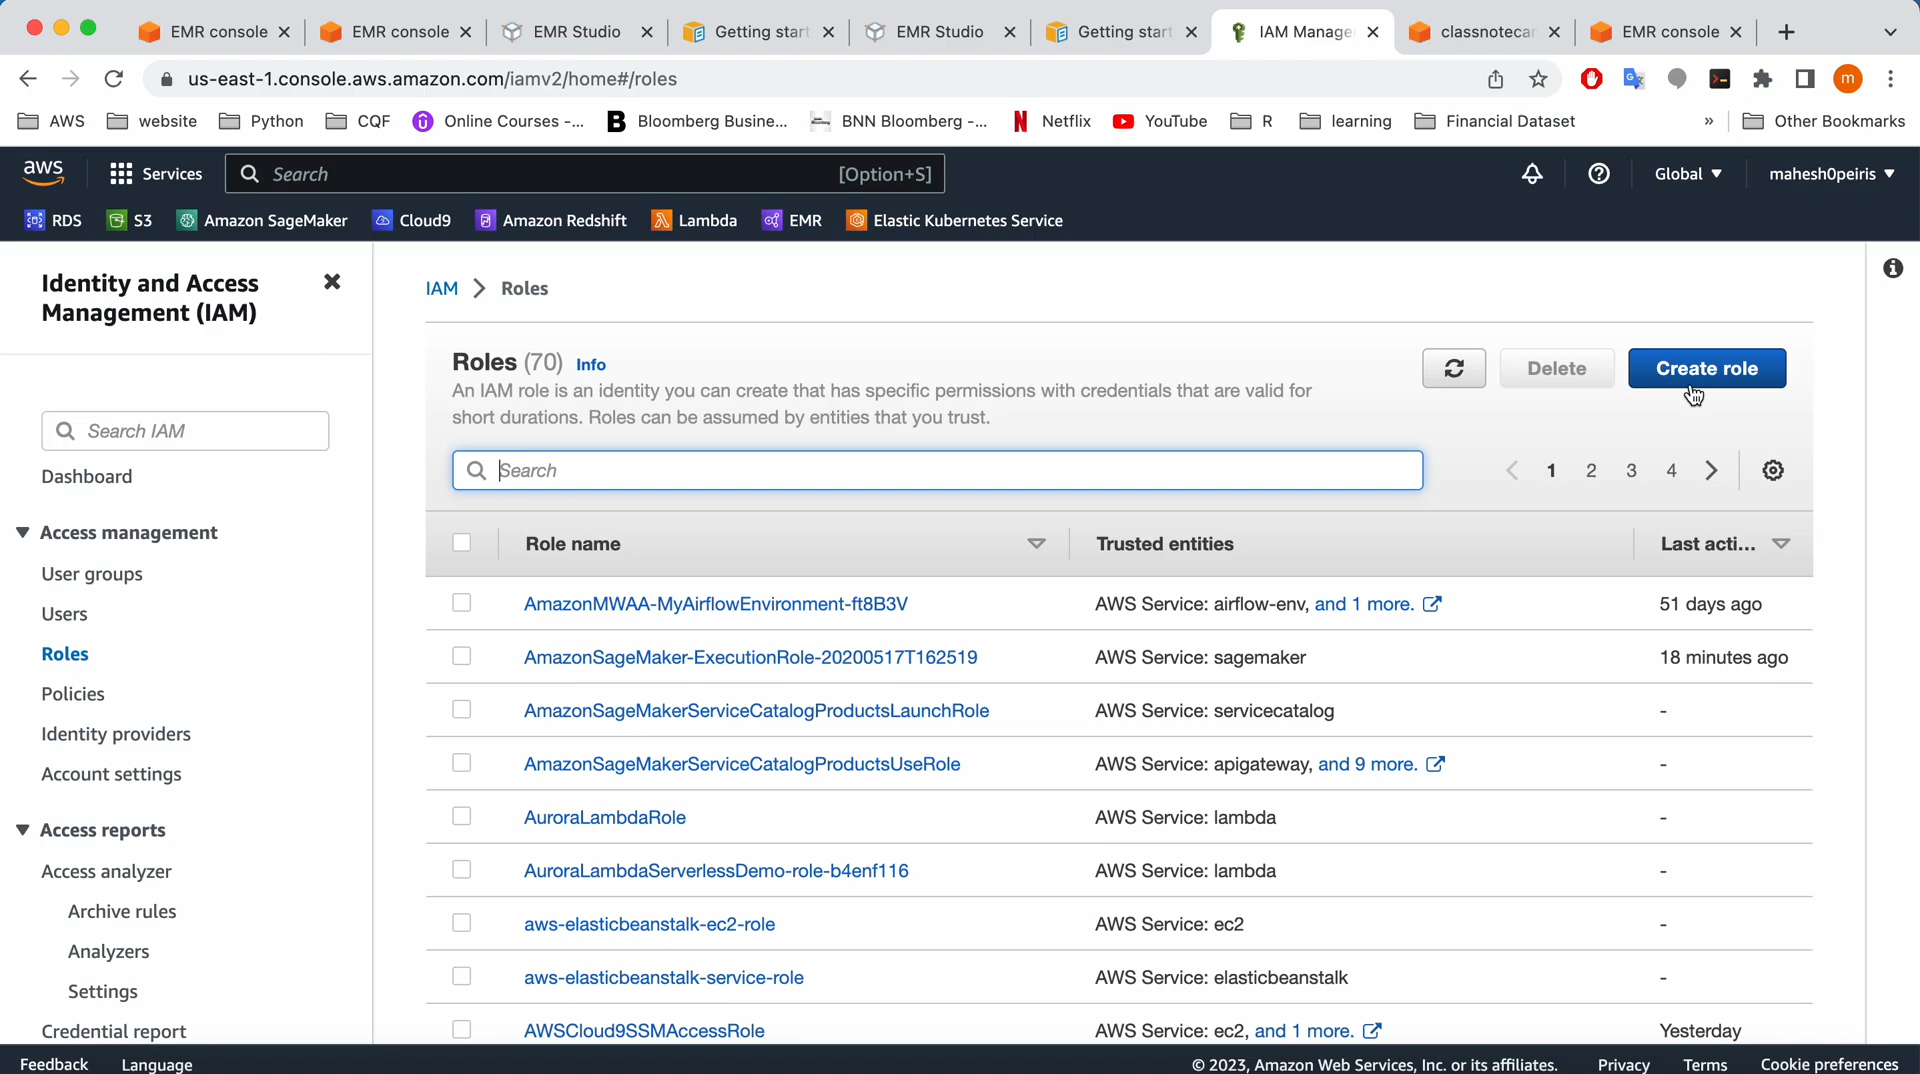 EMR console
EMR console
EMR Studio
Getting start
EMR Studio
Getting start
IAM Manage
classnotecar
EMR console
us-east-1.console.aws.amazon.com/iamv2/home#/roles
m
AWS
website
Python
CQF
Online Courses -...
Bloomberg Busine...
BNN Bloomberg -...
Netflix
YouTube
R
learning
Financial Dataset
»
Other Bookmarks
aws
Services
Search
[Option+S]
Global
mahesh0peiris
RDS
S3
Amazon SageMaker
Cloud9
Amazon Redshift
Lambda
EMR
Elastic Kubernetes Service
Identity and Access
Management (IAM)
Search IAM
Dashboard
Access management
User groups
Users
Roles
Policies
Identity providers
Account settings
Access reports
Access analyzer
Archive rules
Analyzers
Settings
Credential report
IAM > Roles
Roles (70) Info
An IAM role is an identity you can create that has specific permissions with credentials that are valid for
short durations. Roles can be assumed by entities that you trust.
Delete
Create role
Search
1 2 3 4
Role name Trusted entities Last acti...
AmazonMWAA-MyAirflowEnvironment-ft8B3V AWS Service: airflow-env, and 1 more. 51 days ago
AmazonSageMaker-ExecutionRole-20200517T162519 AWS Service: sagemaker 18 minutes ago
AmazonSageMakerServiceCatalogProductsLaunchRole AWS Service: servicecatalog -
AmazonSageMakerServiceCatalogProductsUseRole AWS Service: apigateway, and 9 more. -
AuroraLambdaRole AWS Service: lambda -
AuroraLambdaServerlessDemo-role-b4enf116 AWS Service: lambda -
aws-elasticbeanstalk-ec2-role AWS Service: ec2 -
aws-elasticbeanstalk-service-role AWS Service: elasticbeanstalk -
AWSCloud9SSMAccessRole AWS Service: ec2, and 1 more. Yesterday
Feedback
Language
© 2023, Amazon Web Services, Inc. or its affiliates.
Privacy
Terms
Cookie preferences